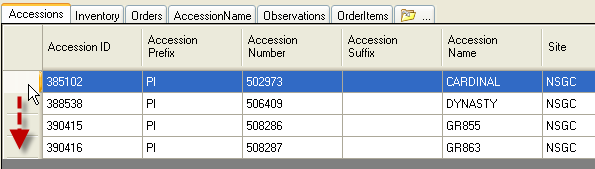 Accessions Inventory Orders AccessionName Observations OrderItems ...
Accession ID Accession Prefix Accession Number Accession Suffix Accession Name Site
385102 PI 502973 CARDINAL NSGC
388538 PI 506409 DYNASTY NSGC
390415 PI 508286 GR855 NSGC
390416 PI 508287 GR863 NSGC